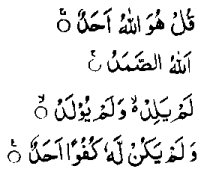 قُلْ هُوَ اللّٰهُ اَحَدٌ ۚ
اَللّٰهُ الصَّمَدُ ۚ
لَمْ يَلِدْ ۙ وَلَمْ يُوْلَدْ ۙ
وَلَمْ يَكُنْ لَّهٗ كُفُوًا اَحَدٌ ۚ